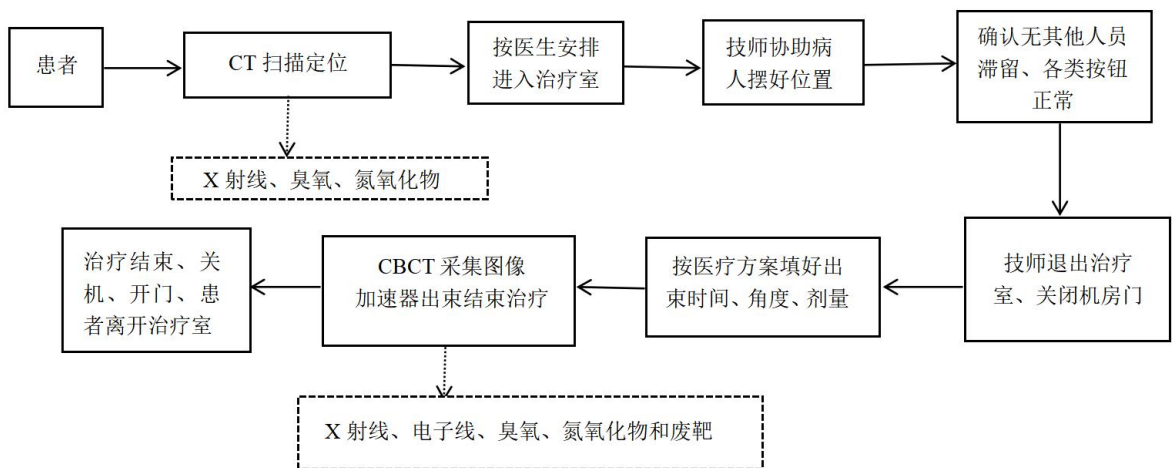 患者
CT 扫描定位
按医生安排
进入治疗室
技师协助病
人摆好位置
确认无其他人员
滞留、各类按钮
正常
X 射线、臭氧、氮氧化物
技师退出治疗
室、关闭机房门
按医疗方案填好出
束时间、角度、剂量
CBCT 采集图像
加速器出束结束治疗
治疗结束、关
机、开门、患
者离开治疗室
X 射线、电子线、臭氧、氮氧化物和废靶